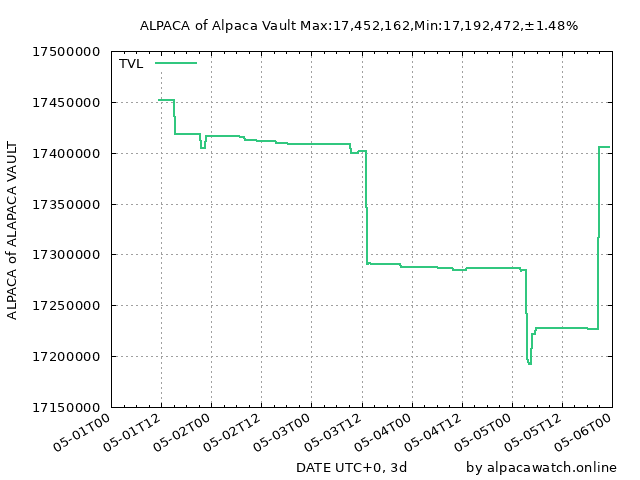 ALPACA of Alpaca Vault Max:17,452,162,Min:17,192,472,±1.48%
TVL
17500000
17450000
17400000
17350000
17300000
17250000
17200000
17150000
ALPACA of ALAPACA VAULT
05-01T00
05-01T12
05-02T00
05-02T12
05-03T00
05-03T12
05-04T00
05-04T12
05-05T00
05-05T12
05-06T00
DATE UTC+0, 3d
by alpacawatch.online